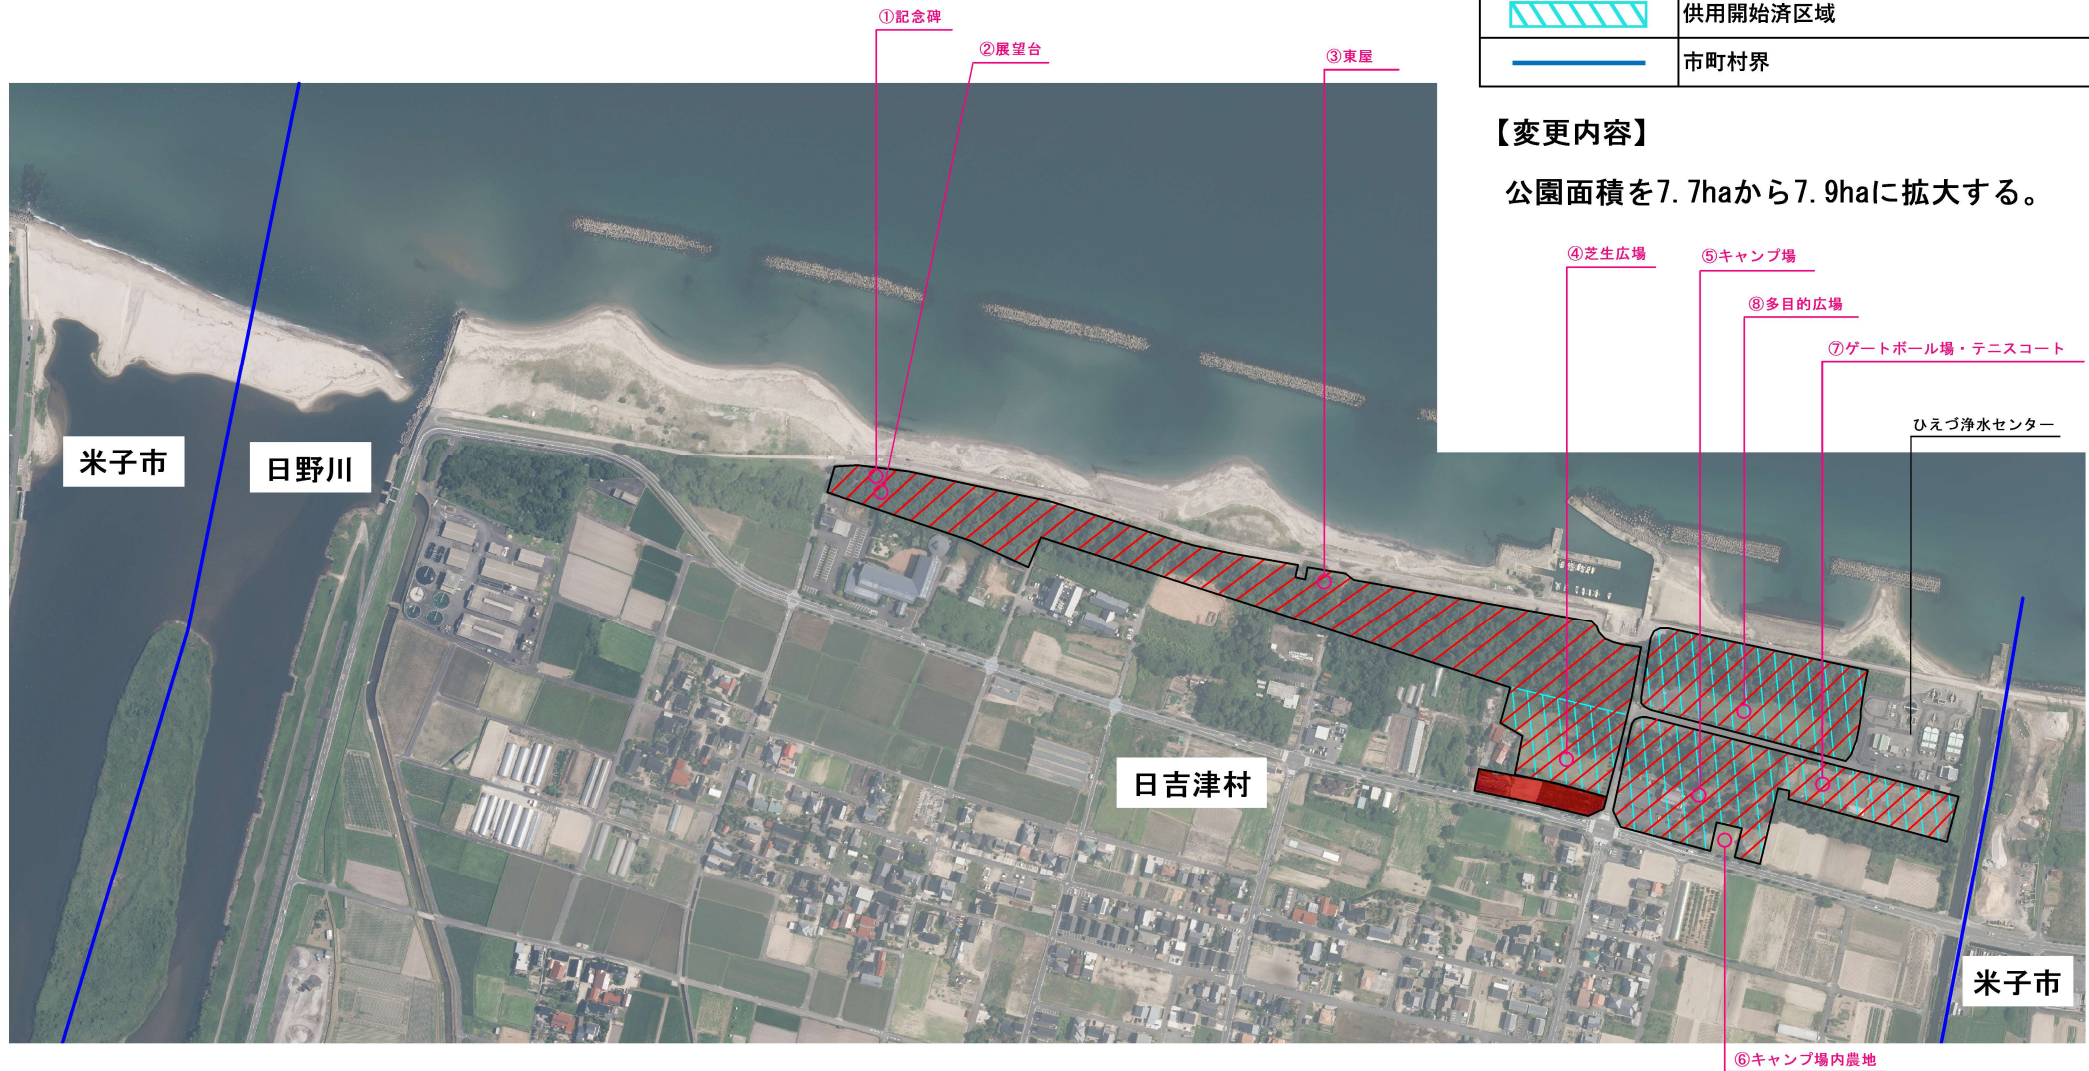 供用開始済区域
市町村界
【変更内容】
公園面積を7.7haから7.9haに拡大する。
①記念碑
②展望台
③東屋
④芝生広場
⑤キャンプ場
⑧多目的広場
⑦ゲートボール場・テニスコート
ひえづ浄水センター
米子市
日野川
日吉津村
米子市
⑥キャンプ場内農地